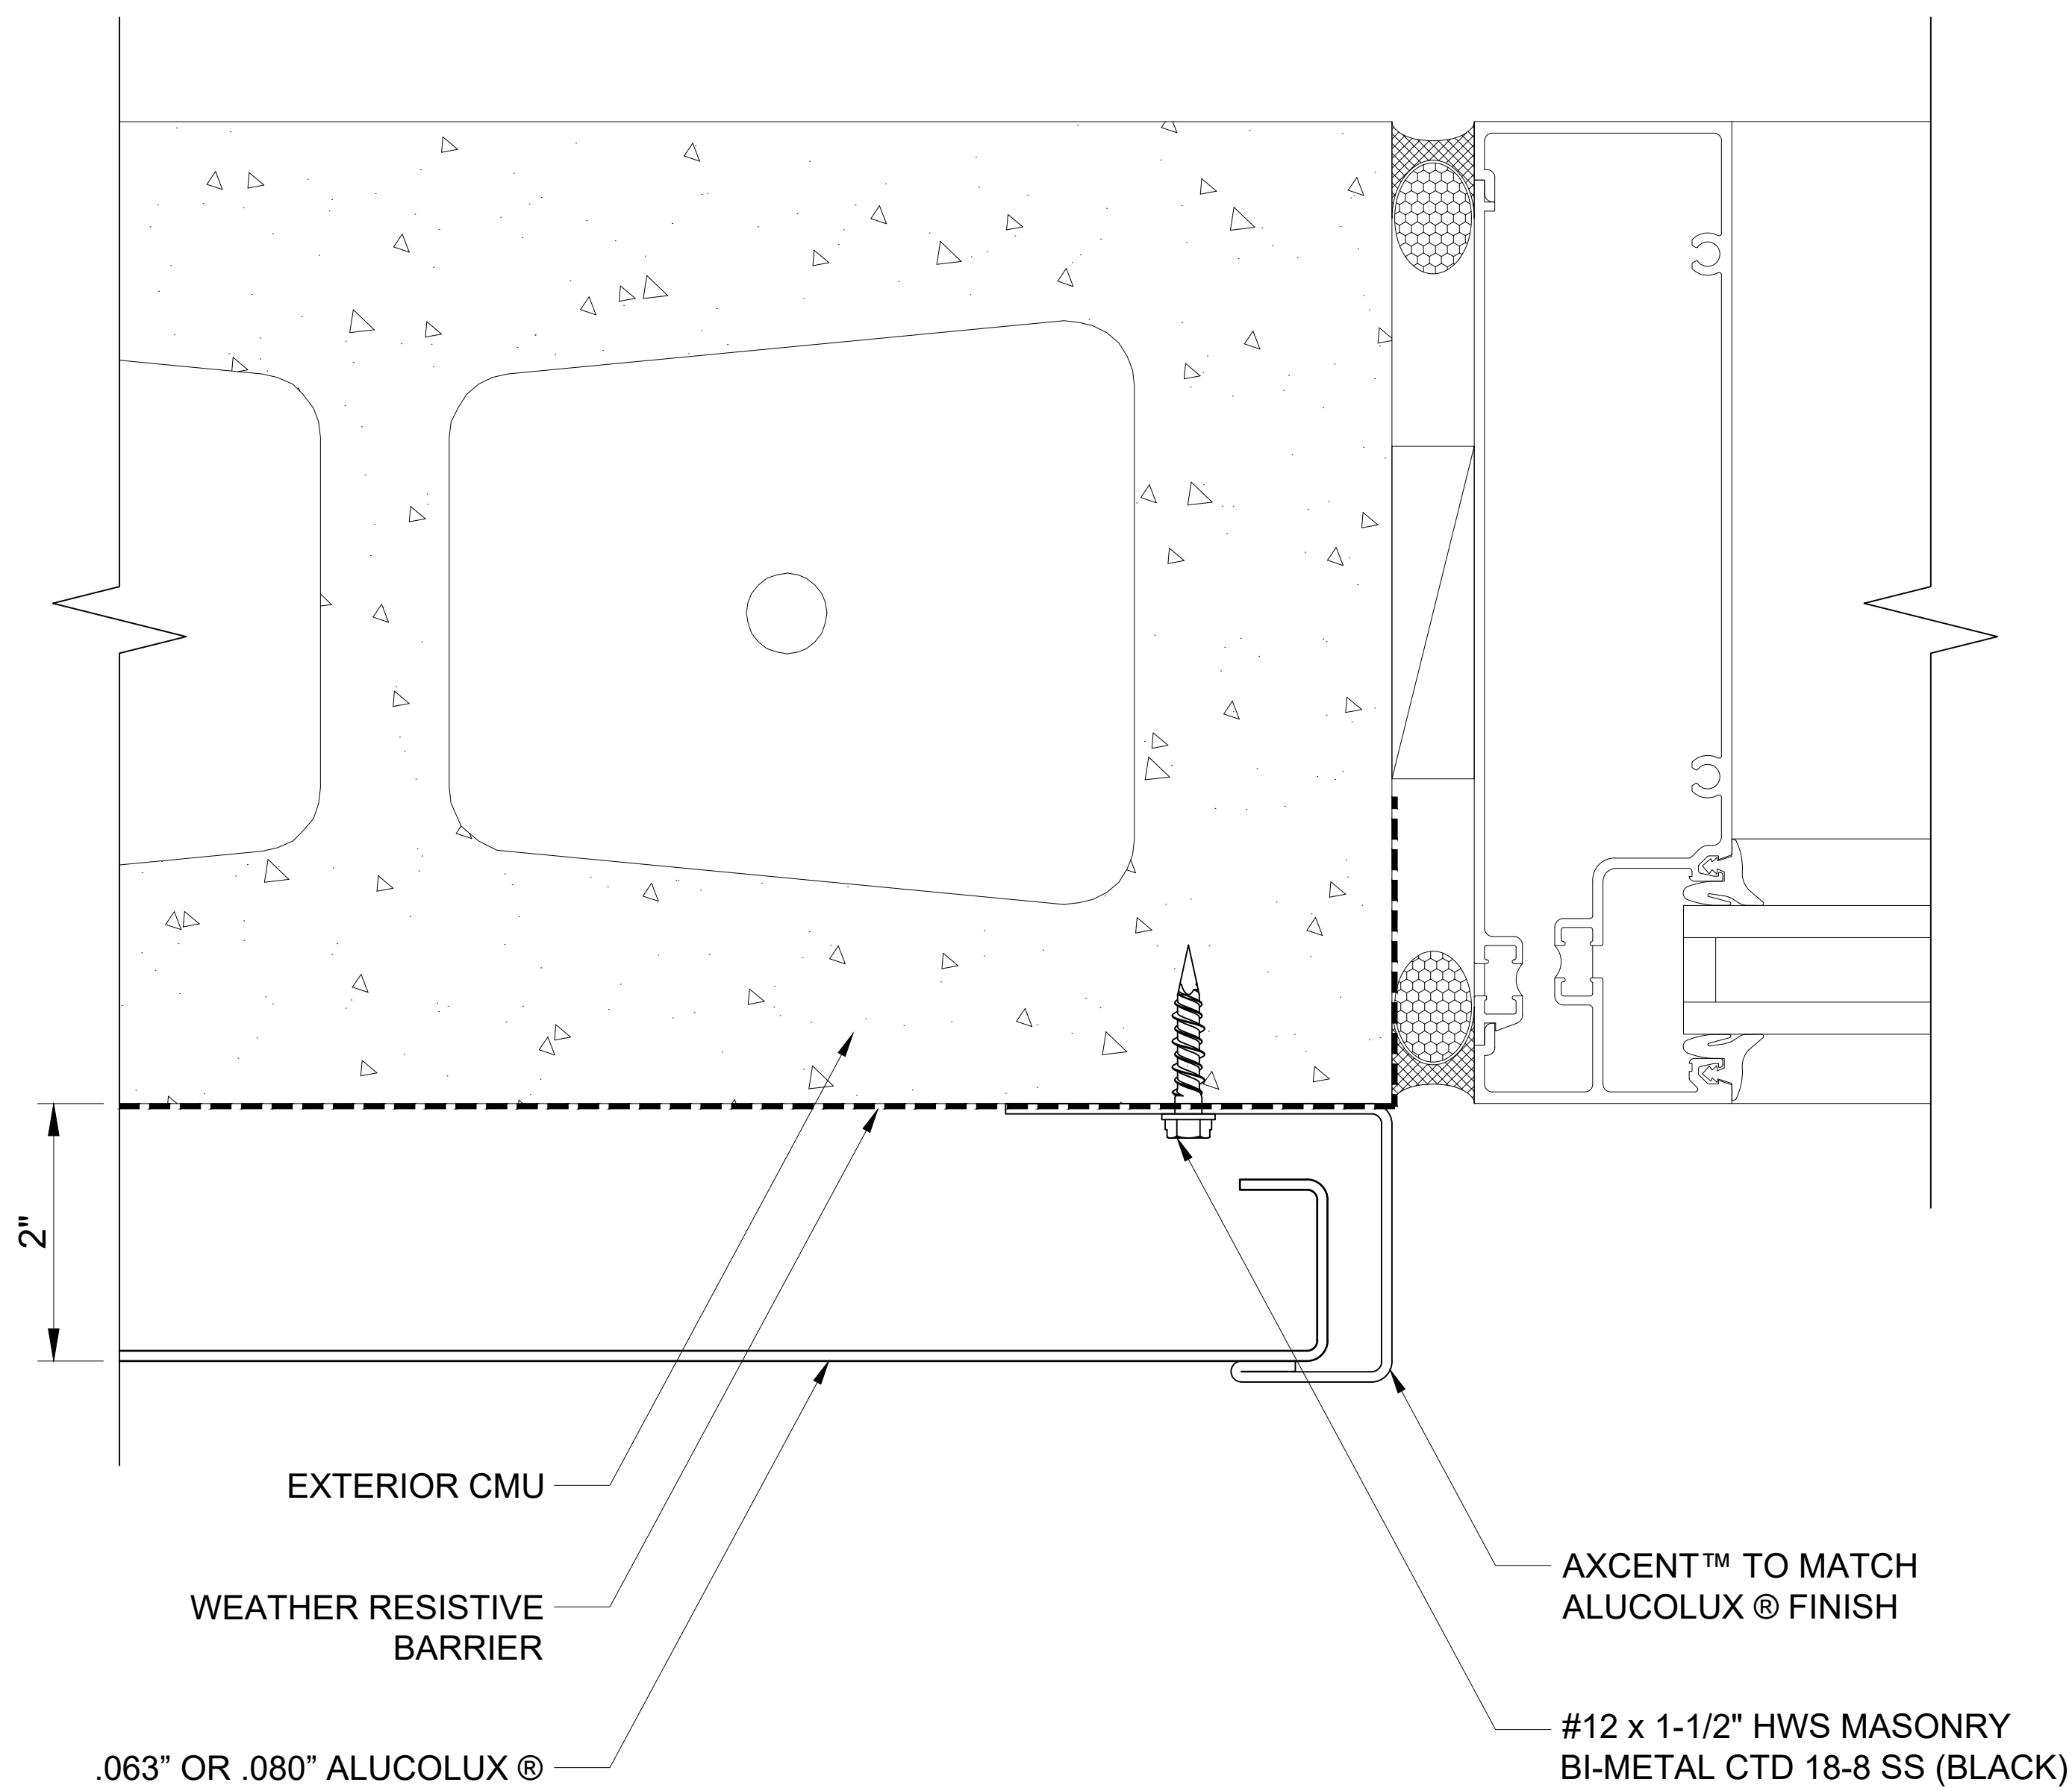 2"
EXTERIOR CMU
WEATHER RESISTIVE
BARRIER
.063” OR .080” ALUCOLUX ®
AXCENT™ TO MATCH
ALUCOLUX ® FINISH
#12 x 1-1/2" HWS MASONRY
BI-METAL CTD 18-8 SS (BLACK)